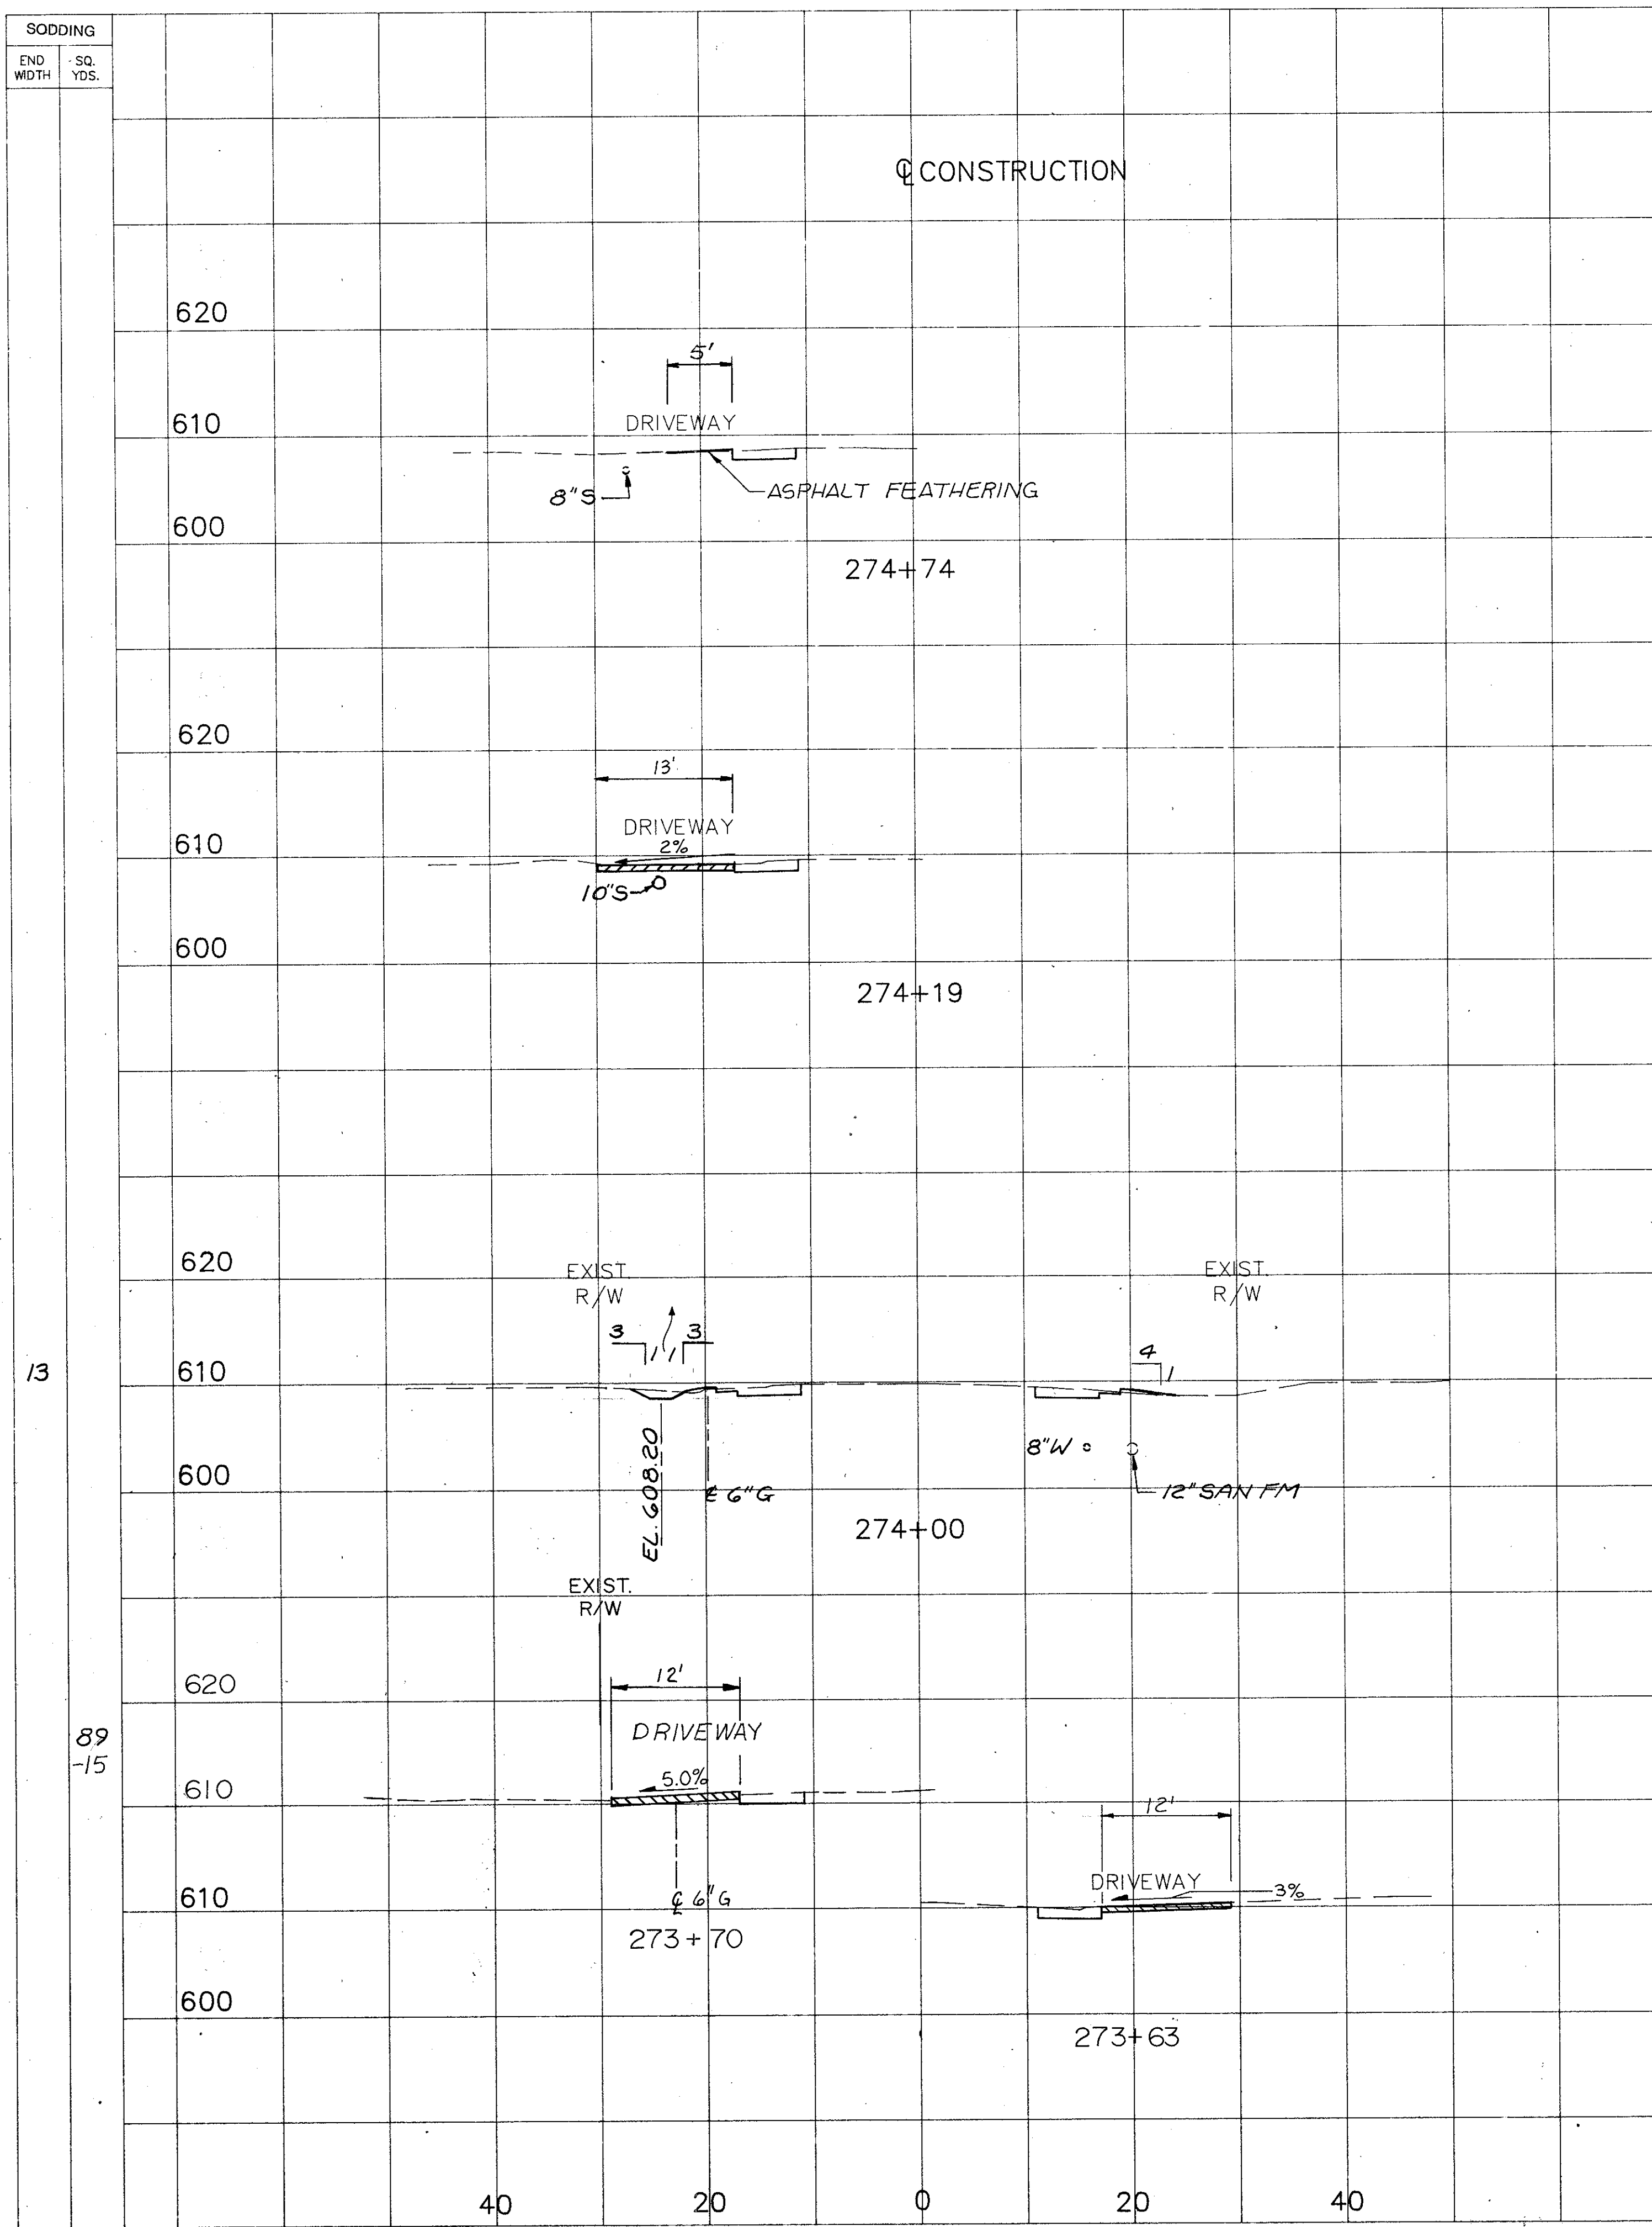 SODDING
END WIDTH
SQ. YDS.
℄ CONSTRUCTION
620
5'
610
DRIVEWAY
8"S
ASPHALT FEATHERING
600
274+74
620
13'
DRIVEWAY
610
2%
10"S
600
274+19
620
EXIST.
R/W
EXIST.
R/W
3
1
1
3
4
1
13
610
EL. 608.20
8"W
600
℄ 6"G
12" SAN FM
274+00
EXIST.
R/W
620
12'
DRIVEWAY
89
-15
610
5.0%
12'
DRIVEWAY
3%
610
℄ 6"G
273+70
600
273+63
40
20
0
20
40